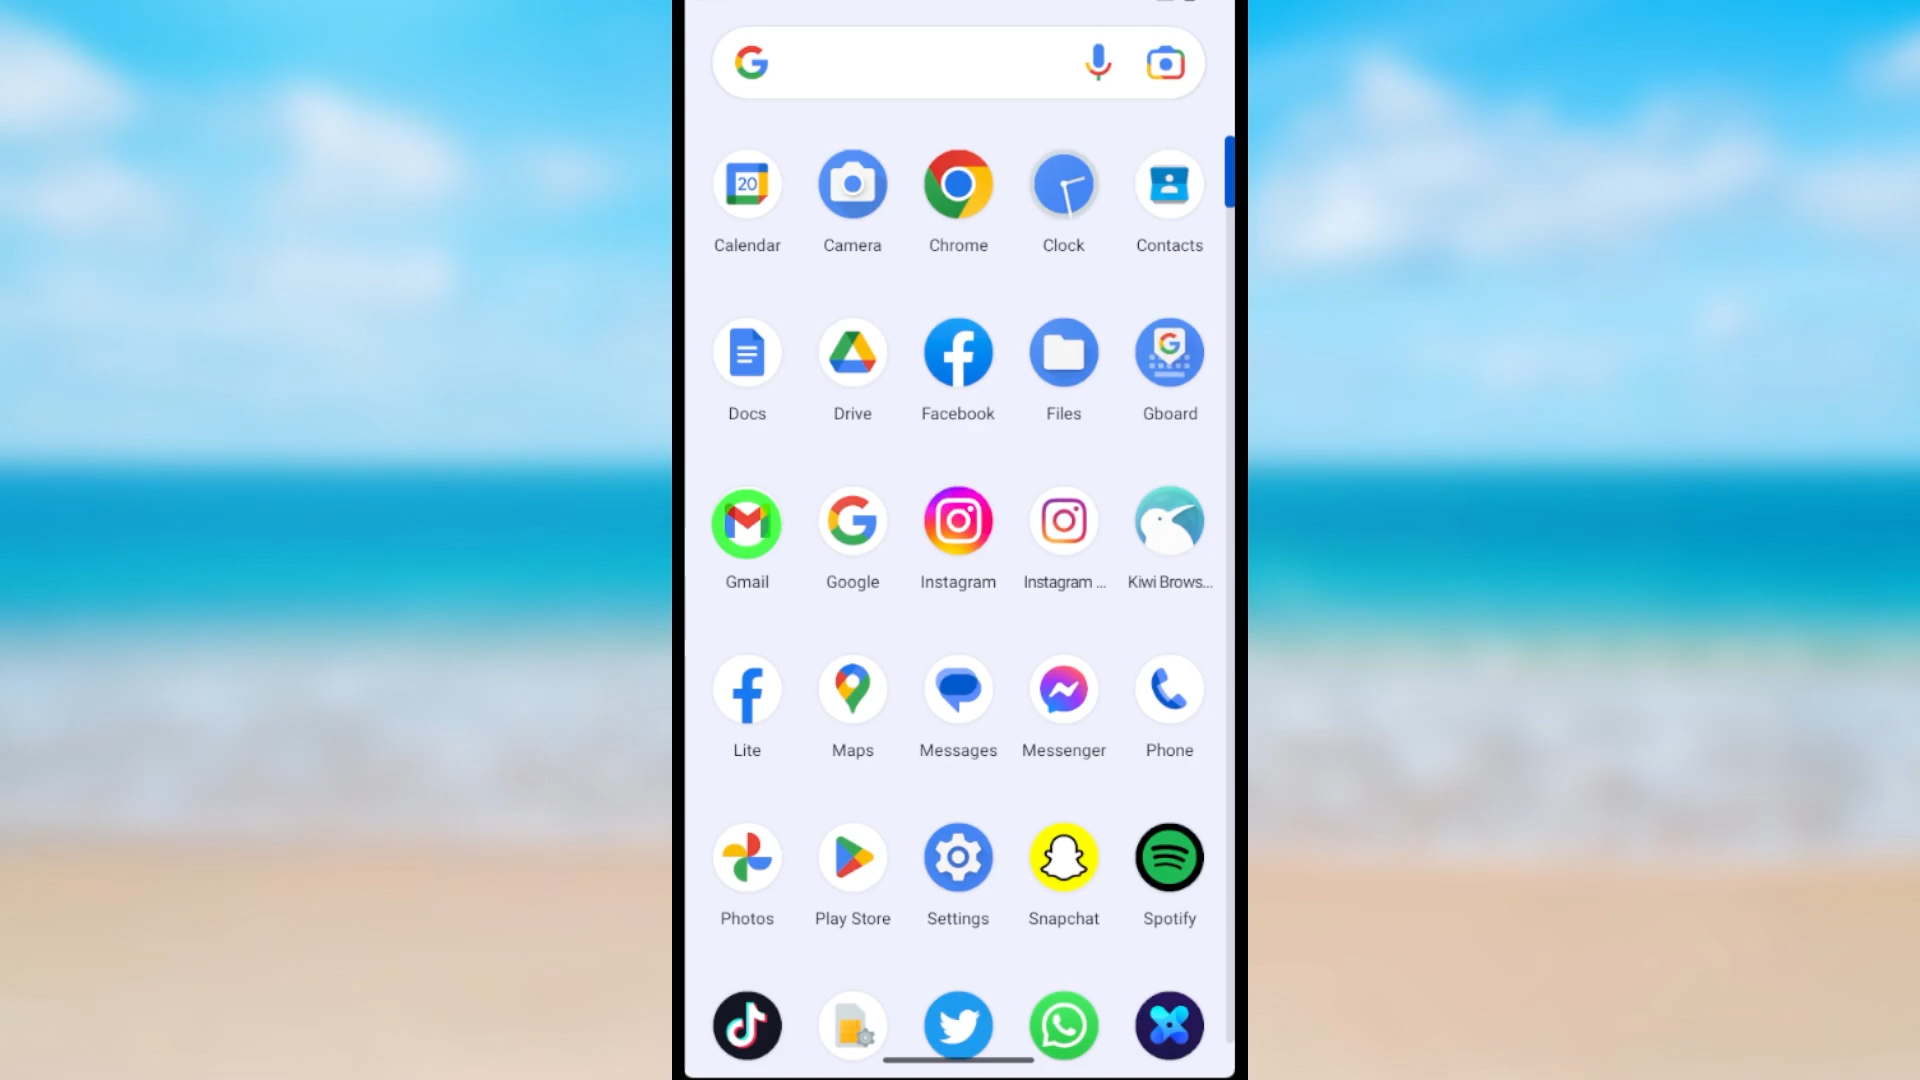 Calendar Camera Chrome Clock Contacts
Docs Drive Facebook Files Gboard
Gmail Google Instagram Instagram ... Kiwi Brows...
Lite Maps Messages Messenger Phone
Photos Play Store Settings Snapchat Spotify